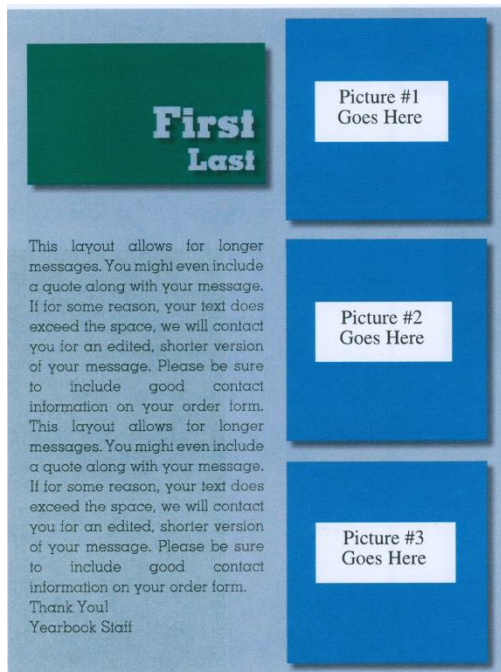 First
Last
This layout allows for longer
messages. You might even include
a quote along with your message.
If for some reason, your text does
exceed the space, we will contact
you for an edited, shorter version
of your message. Please be sure
to include good contact
information on your order form.
This layout allows for longer
messages. You might even include
a quote along with your message.
If for some reason, your text does
exceed the space, we will contact
you for an edited, shorter version
of your message. Please be sure
to include good contact
information on your order form.
Thank You!
Yearbook Staff
Picture #1
Goes Here
Picture #2
Goes Here
Picture #3
Goes Here